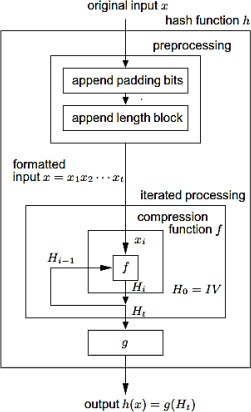 original input x
hash function h
preprocessing
append padding bits
append length block
formatted
input x = x₁x₂ ⋯ xₜ
iterated processing
compression
function f
xᵢ
Hᵢ₋₁
f
Hᵢ
H₀ = IV
Hₜ
g
output h(x) = g(Hₜ)